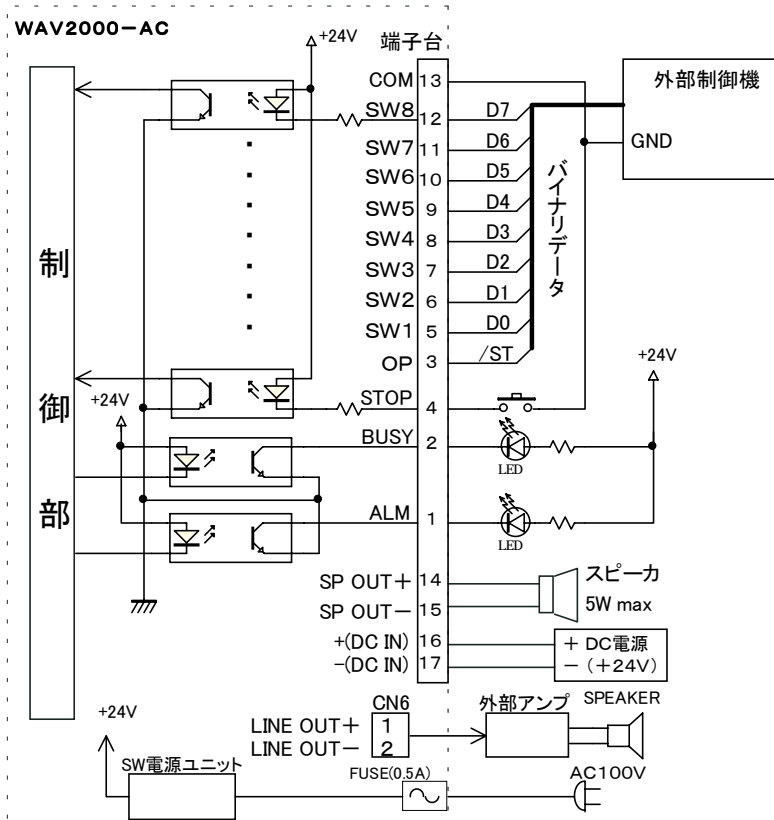 WAV2000-AC
+24V
端子台
COM 13
SW8 12 D7
SW7 11 D6
SW6 10 D5
SW5 9 D4
SW4 8 D3
SW3 7 D2
SW2 6 D1
SW1 5 D0
OP 3 /ST
STOP 4
BUSY 2
ALM 1
SP OUT+ 14
SP OUT- 15
+(DC IN) 16
-(DC IN) 17
制御部
+24V
バイナリデータ
外部制御機
GND
+24V
LED
LED
スピーカ
5W max
+ DC電源
- (+24V)
CN6
LINE OUT+ 1
LINE OUT- 2
外部アンプ
SPEAKER
+24V
SW電源ユニット
FUSE(0.5A)
AC100V